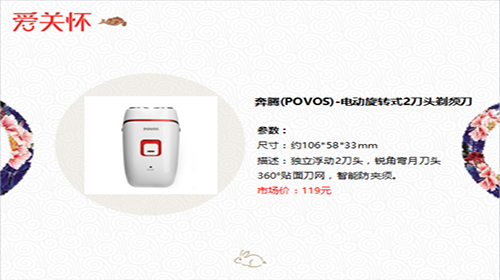 爱关怀
奔腾(POVOS)-电动旋转式2刀头剃须刀
参数：
尺寸：约106*58*33mm
描述：独立浮动2刀头，锐角弯月刀头
360°贴面刀网，智能防夹须。
市场价：119元
POVOS